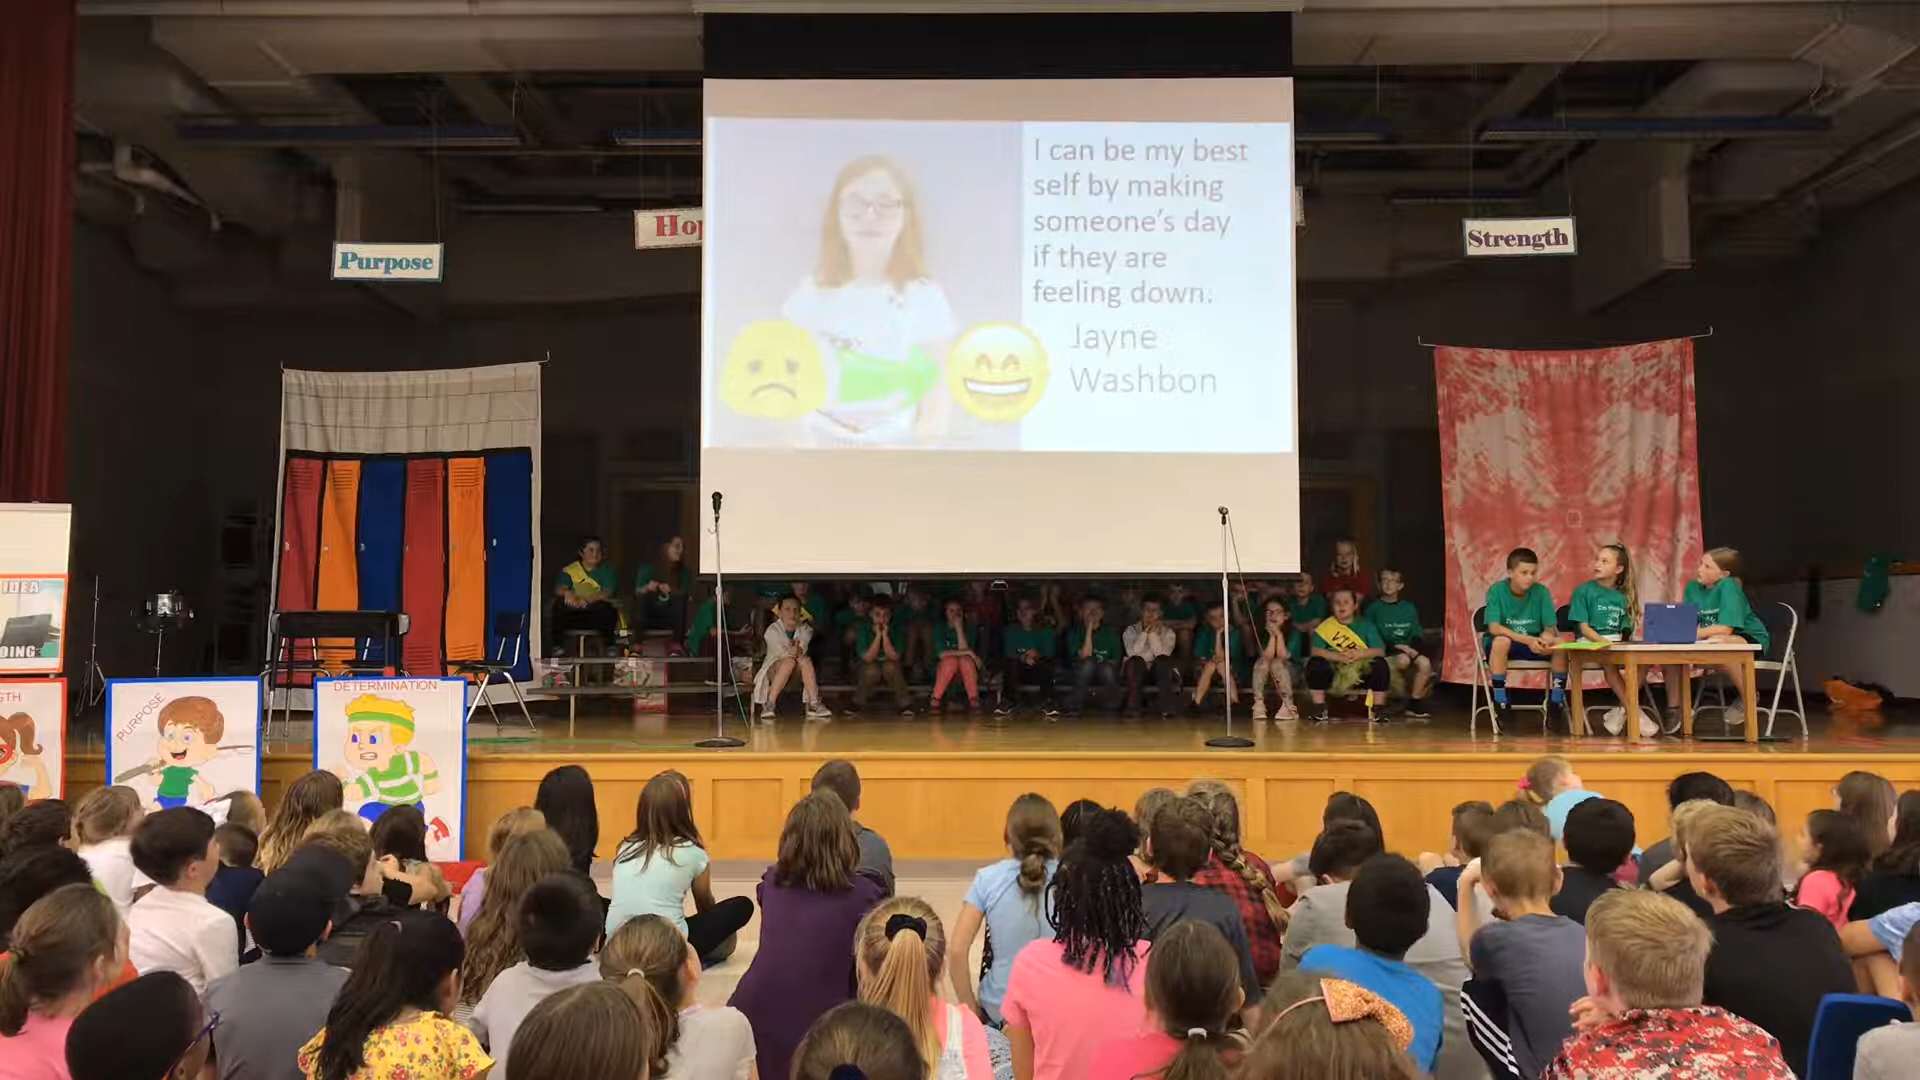 I can be my best
self by making
someone's day
if they are
feeling down.
Jayne
Washbon
Purpose
Strength
IDEA
DETERMINATION
PURPOSE